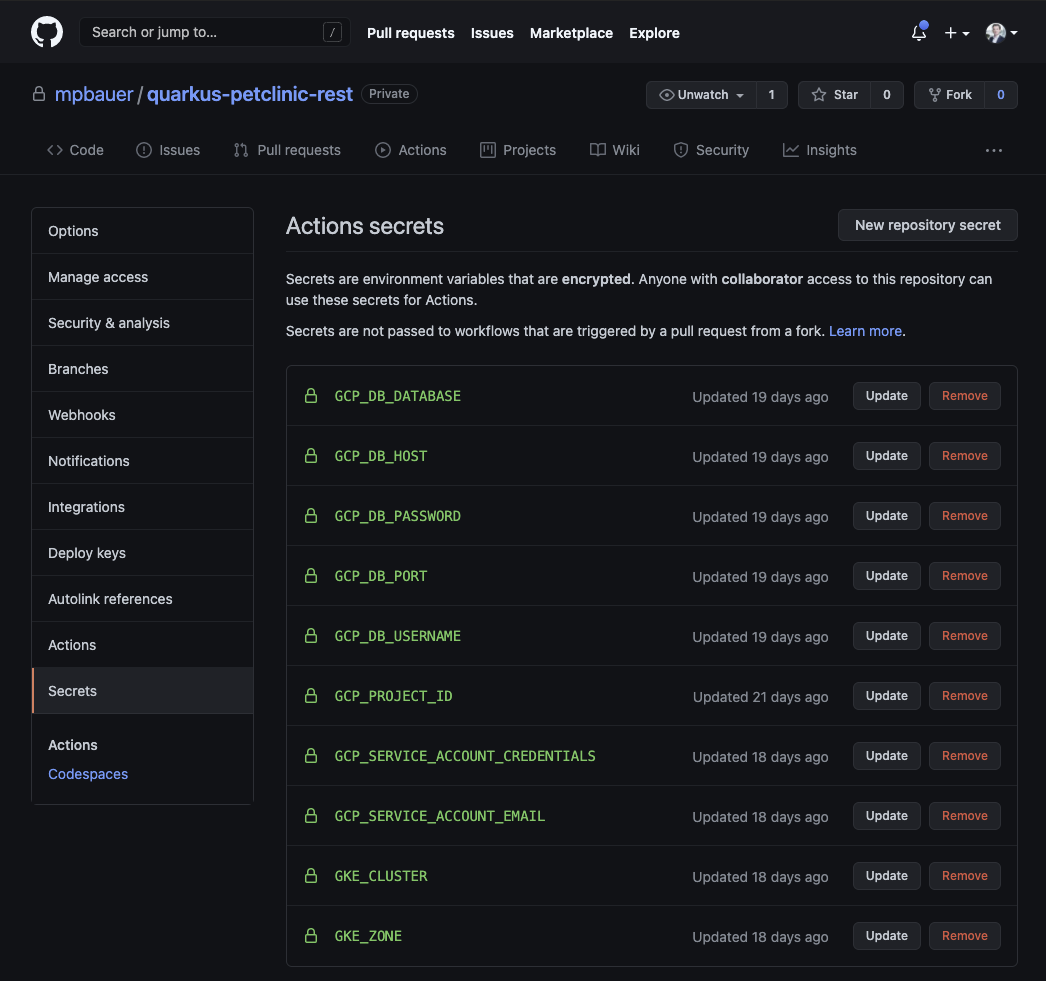 Search or jump to... /
Pull requests Issues Marketplace Explore
mpbauer / quarkus-petclinic-rest Private
Unwatch 1 Star 0 Fork 0
Code Issues Pull requests Actions Projects Wiki Security Insights ...
Options
Manage access
Security & analysis
Branches
Webhooks
Notifications
Integrations
Deploy keys
Autolink references
Actions
Secrets
Actions
Codespaces
Actions secrets
New repository secret
Secrets are environment variables that are encrypted. Anyone with collaborator access to this repository can
use these secrets for Actions.
Secrets are not passed to workflows that are triggered by a pull request from a fork. Learn more.
GCP_DB_DATABASE Updated 19 days ago Update Remove
GCP_DB_HOST Updated 19 days ago Update Remove
GCP_DB_PASSWORD Updated 19 days ago Update Remove
GCP_DB_PORT Updated 19 days ago Update Remove
GCP_DB_USERNAME Updated 19 days ago Update Remove
GCP_PROJECT_ID Updated 21 days ago Update Remove
GCP_SERVICE_ACCOUNT_CREDENTIALS Updated 18 days ago Update Remove
GCP_SERVICE_ACCOUNT_EMAIL Updated 18 days ago Update Remove
GKE_CLUSTER Updated 18 days ago Update Remove
GKE_ZONE Updated 18 days ago Update Remove